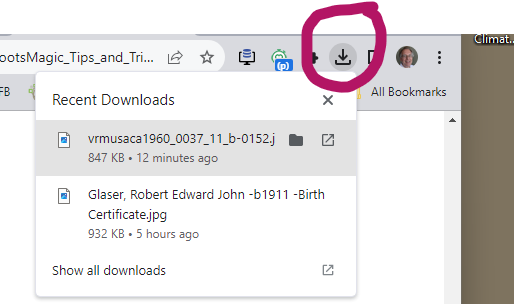 Climat...
ootsMagic_Tips_and_Tri...
(p)
FB
All Bookmarks
Recent Downloads
vrmusaca1960_0037_11_b-0152.j
847 KB • 12 minutes ago
Glaser, Robert Edward John -b1911 -Birth
Certificate.jpg
932 KB • 5 hours ago
Show all downloads